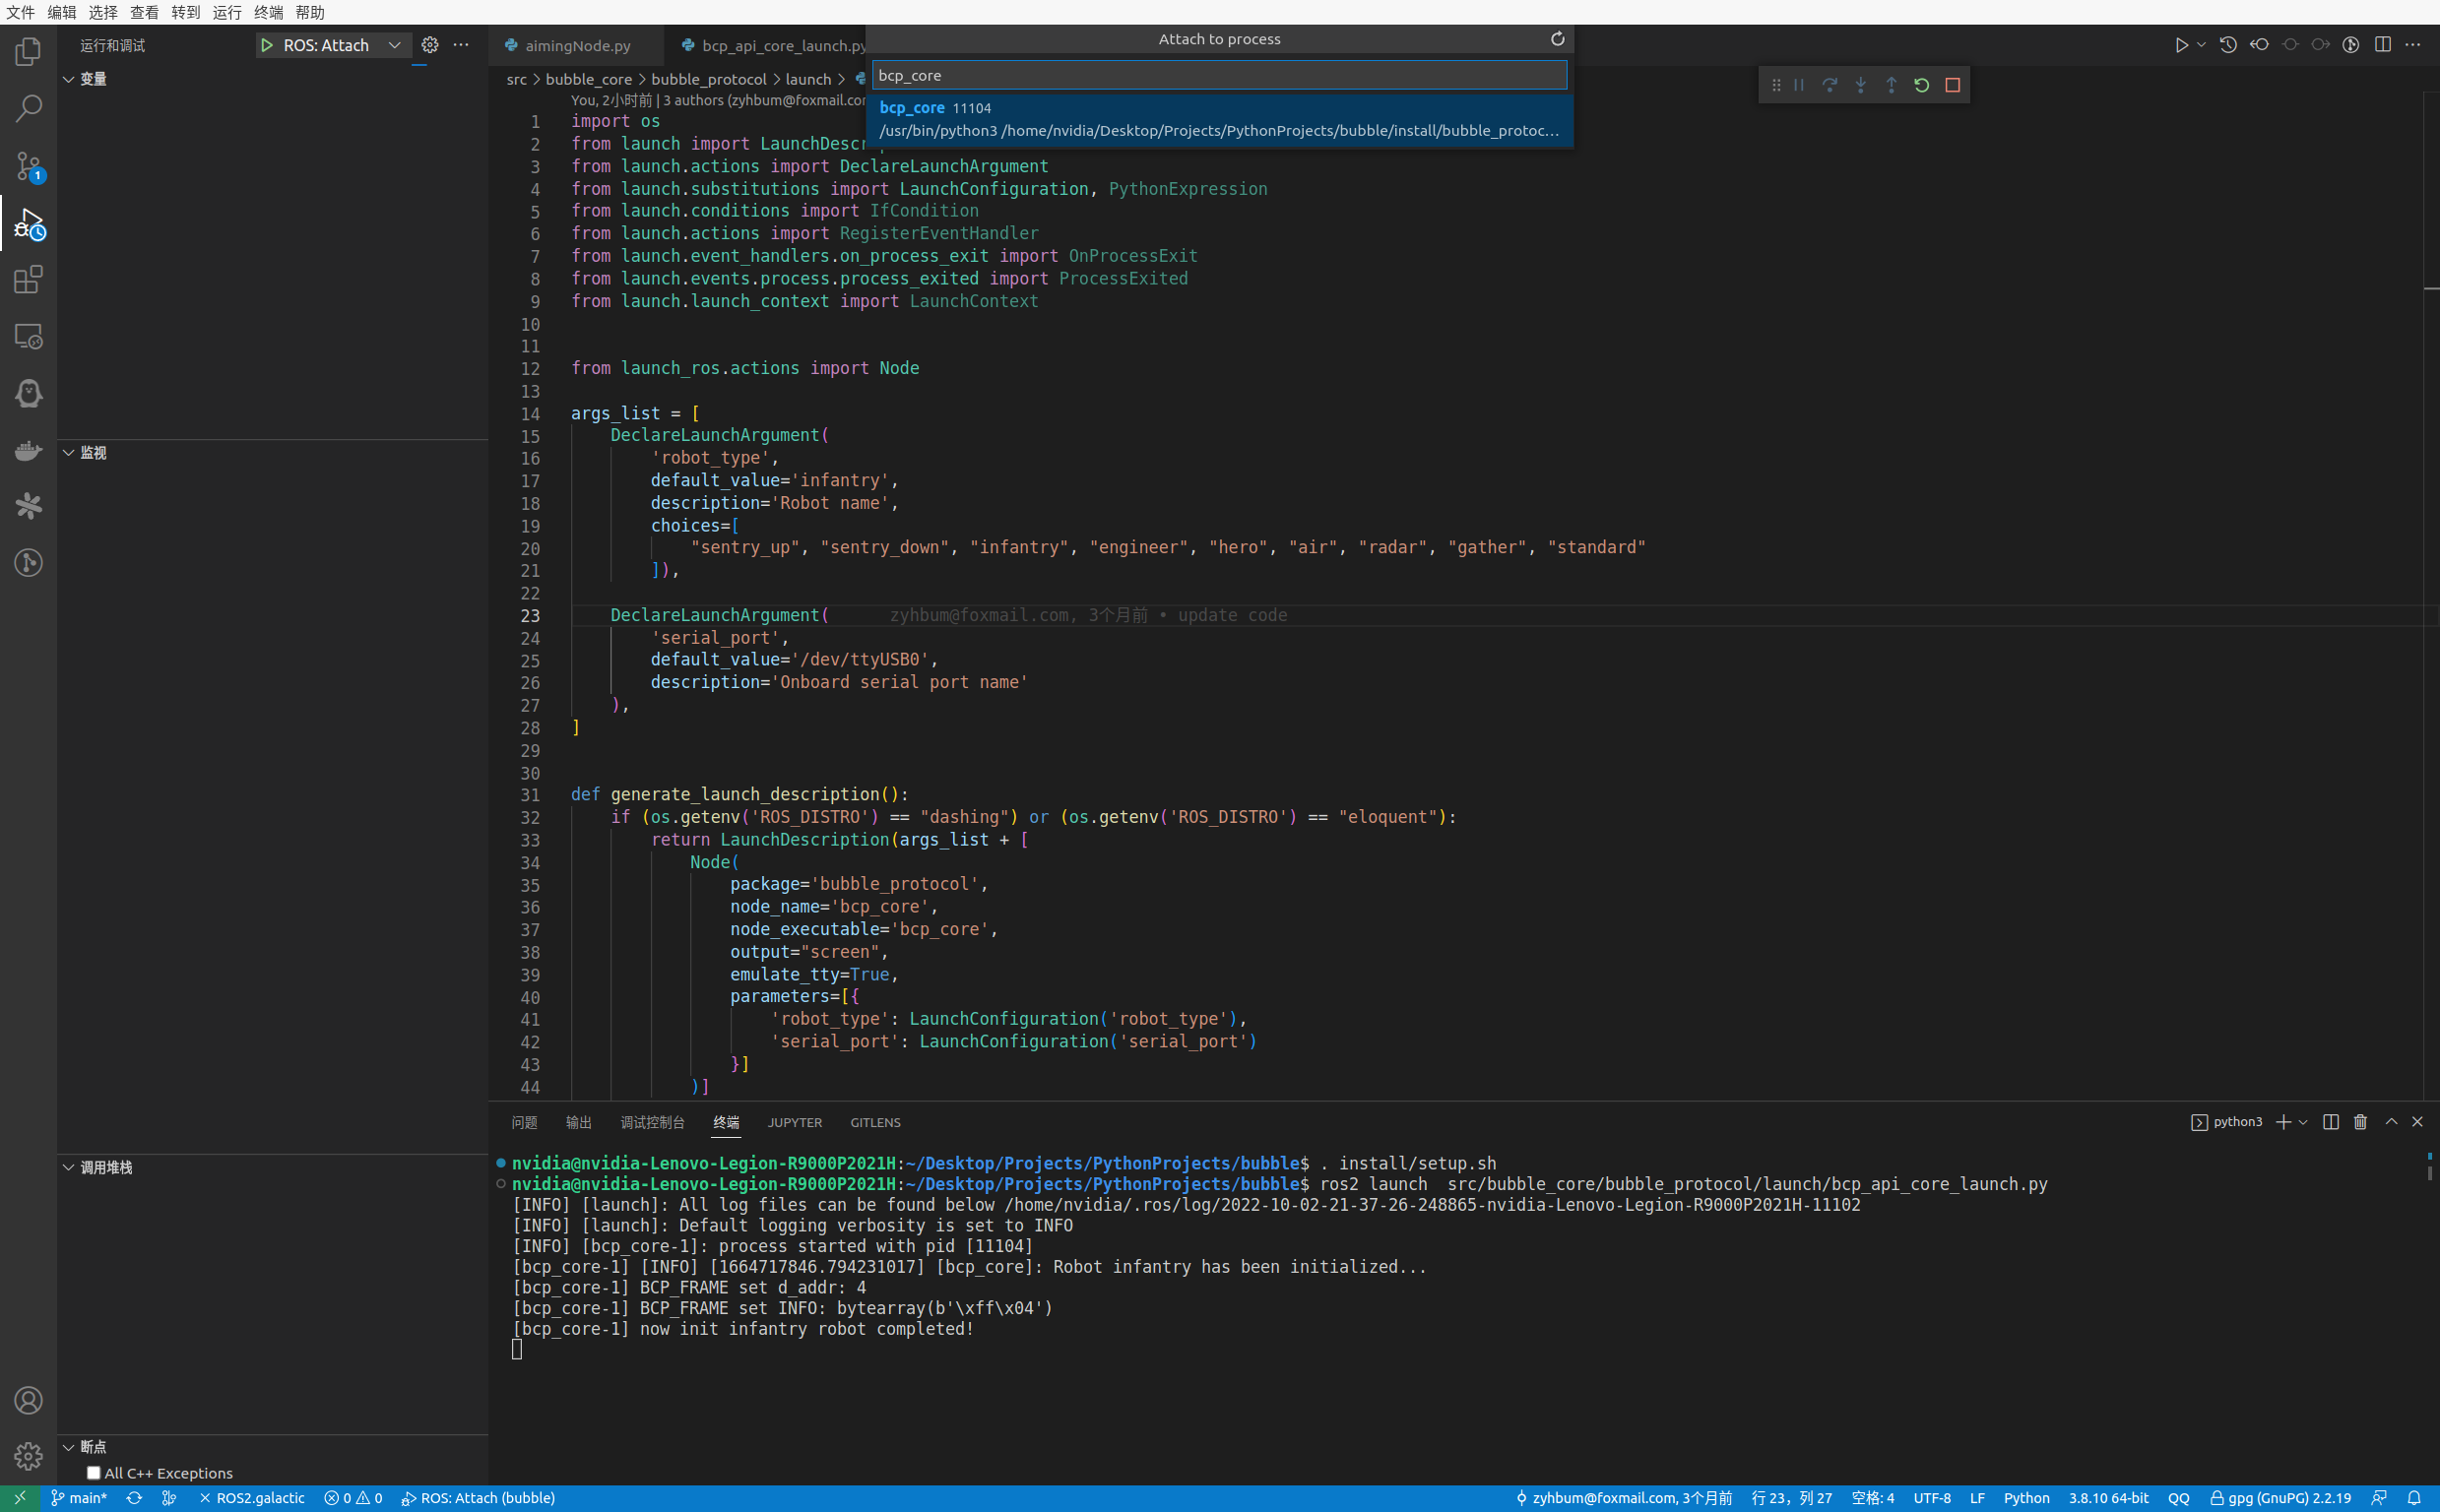 文件 编辑 选择 查看 转到 运行 终端 帮助
运行和调试
ROS: Attach
变量
监视
调用堆栈
断点
All C++ Exceptions
1
aimingNode.py
bcp_api_core_launch.py
Attach to process
bcp_core
bcp_core 11104
/usr/bin/python3 /home/nvidia/Desktop/Projects/PythonProjects/bubble/install/bubble_protoc…
src > bubble_core > bubble_protocol > launch >
You, 2小时前 | 3 authors (zyhbum@foxmail.com
1 import os
2 from launch import LaunchDescrip
3 from launch.actions import DeclareLaunchArgument
4 from launch.substitutions import LaunchConfiguration, PythonExpression
5 from launch.conditions import IfCondition
6 from launch.actions import RegisterEventHandler
7 from launch.event_handlers.on_process_exit import OnProcessExit
8 from launch.events.process.process_exited import ProcessExited
9 from launch.launch_context import LaunchContext
10
11
12 from launch_ros.actions import Node
13
14 args_list = [
15 DeclareLaunchArgument(
16 'robot_type',
17 default_value='infantry',
18 description='Robot name',
19 choices=[
20 "sentry_up", "sentry_down", "infantry", "engineer", "hero", "air", "radar", "gather", "standard"
21 ]),
22
23 DeclareLaunchArgument( zyhbum@foxmail.com, 3个月前 • update code
24 'serial_port',
25 default_value='/dev/ttyUSB0',
26 description='Onboard serial port name'
27 ),
28 ]
29
30
31 def generate_launch_description():
32 if (os.getenv('ROS_DISTRO') == "dashing") or (os.getenv('ROS_DISTRO') == "eloquent"):
33 return LaunchDescription(args_list + [
34 Node(
35 package='bubble_protocol',
36 node_name='bcp_core',
37 node_executable='bcp_core',
38 output="screen",
39 emulate_tty=True,
40 parameters=[{
41 'robot_type': LaunchConfiguration('robot_type'),
42 'serial_port': LaunchConfiguration('serial_port')
43 }]
44 )]
问题 输出 调试控制台 终端 JUPYTER GITLENS
python3
nvidia@nvidia-Lenovo-Legion-R9000P2021H:~/Desktop/Projects/PythonProjects/bubble$ . install/setup.sh
nvidia@nvidia-Lenovo-Legion-R9000P2021H:~/Desktop/Projects/PythonProjects/bubble$ ros2 launch  src/bubble_core/bubble_protocol/launch/bcp_api_core_launch.py
[INFO] [launch]: All log files can be found below /home/nvidia/.ros/log/2022-10-02-21-37-26-248865-nvidia-Lenovo-Legion-R9000P2021H-11102
[INFO] [launch]: Default logging verbosity is set to INFO
[INFO] [bcp_core-1]: process started with pid [11104]
[bcp_core-1] [INFO] [1664717846.794231017] [bcp_core]: Robot infantry has been initialized...
[bcp_core-1] BCP_FRAME set d_addr: 4
[bcp_core-1] BCP_FRAME set INFO: bytearray(b'\xff\x04')
[bcp_core-1] now init infantry robot completed!
main* ROS2.galactic 0 0 ROS: Attach (bubble) zyhbum@foxmail.com, 3个月前 行 23，列 27 空格: 4 UTF-8 LF Python 3.8.10 64-bit QQ gpg (GnuPG) 2.2.19